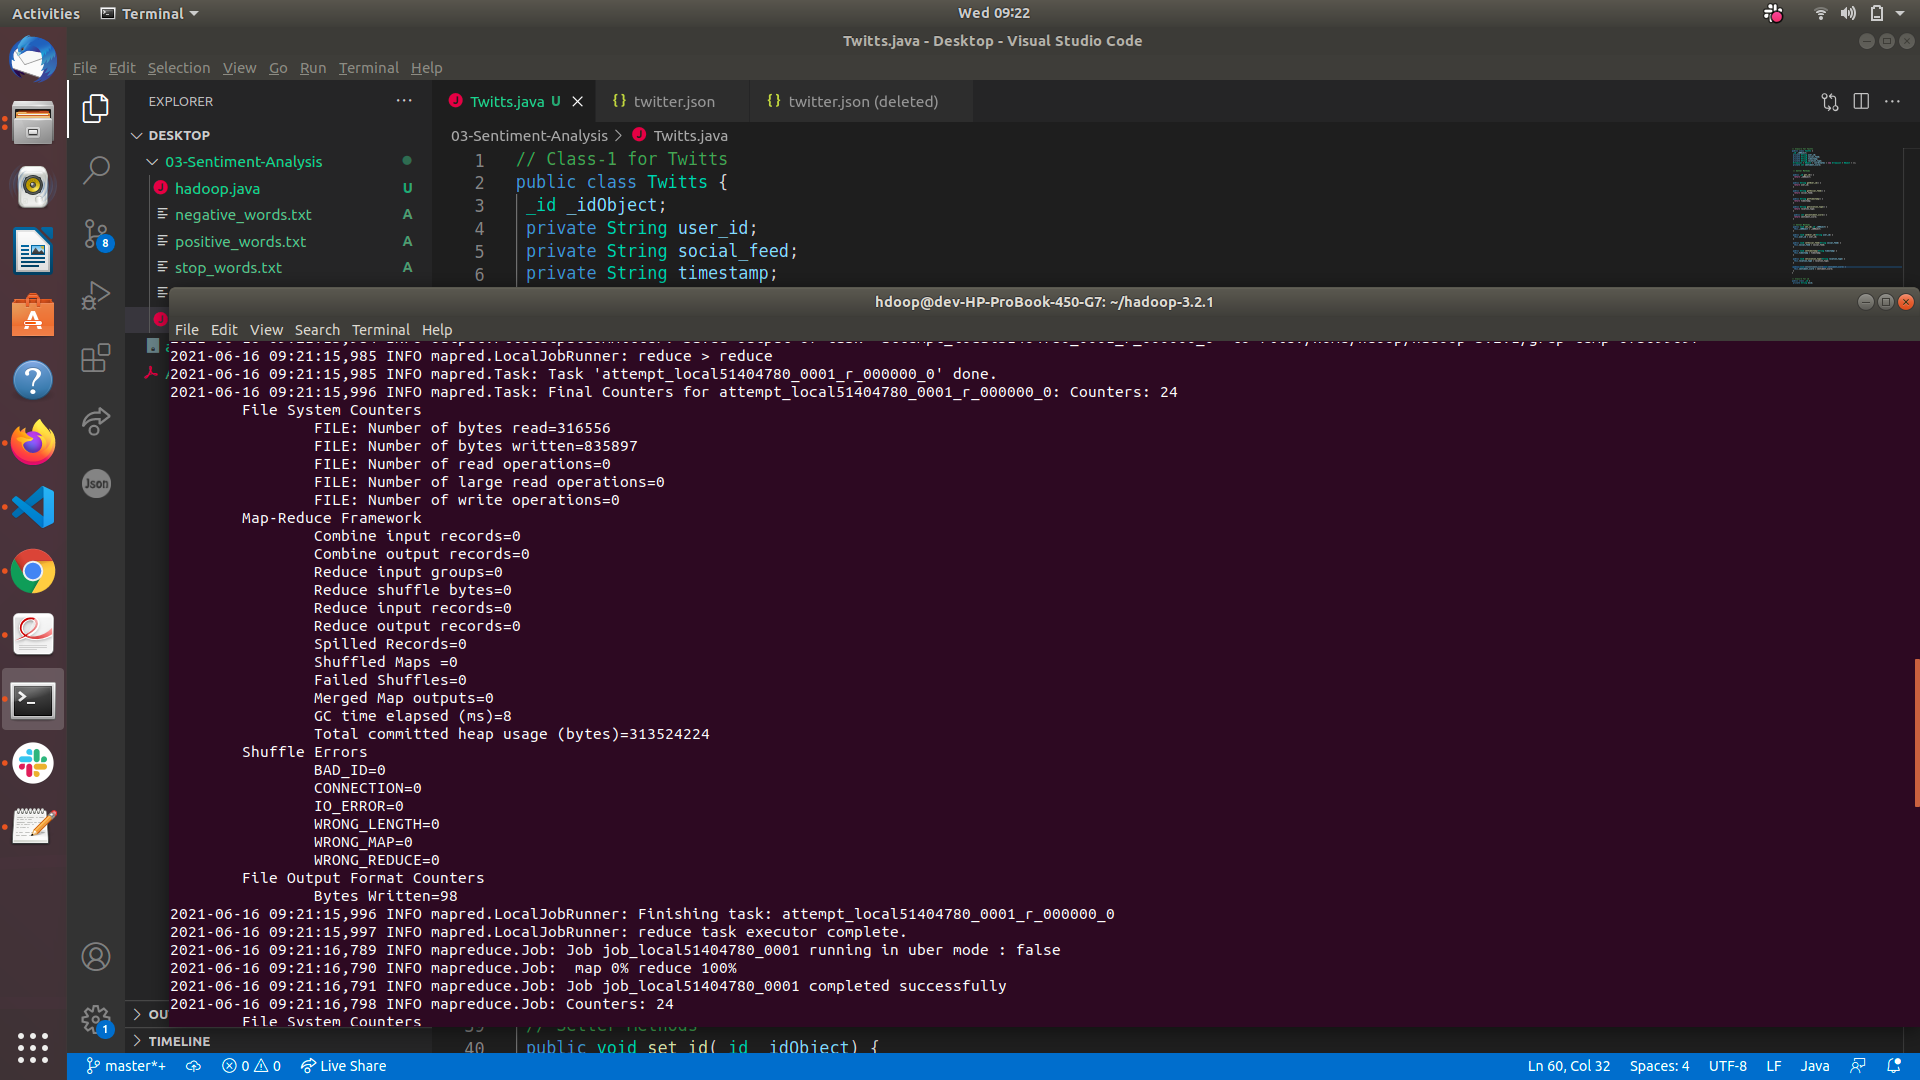 Activities
Terminal
Wed 09:22
Twitts.java - Desktop - Visual Studio Code
File Edit Selection View Go Run Terminal Help
EXPLORER
Twitts.java U
{} twitter.json
{} twitter.json (deleted)
DESKTOP
03-Sentiment-Analysis
hadoop.java U
negative_words.txt A
positive_words.txt A
stop_words.txt A
03-Sentiment-Analysis > Twitts.java
1 // Class-1 for Twitts
2 public class Twitts {
3 _id _idObject;
4 private String user_id;
5 private String social_feed;
6 private String timestamp;
hdoop@dev-HP-ProBook-450-G7: ~/hadoop-3.2.1
File Edit View Search Terminal Help
2021-06-16 09:21:15,985 INFO mapred.LocalJobRunner: reduce > reduce
2021-06-16 09:21:15,985 INFO mapred.Task: Task 'attempt_local51404780_0001_r_000000_0' done.
2021-06-16 09:21:15,996 INFO mapred.Task: Final Counters for attempt_local51404780_0001_r_000000_0: Counters: 24
File System Counters
FILE: Number of bytes read=316556
FILE: Number of bytes written=835897
FILE: Number of read operations=0
FILE: Number of large read operations=0
FILE: Number of write operations=0
Map-Reduce Framework
Combine input records=0
Combine output records=0
Reduce input groups=0
Reduce shuffle bytes=0
Reduce input records=0
Reduce output records=0
Spilled Records=0
Shuffled Maps =0
Failed Shuffles=0
Merged Map outputs=0
GC time elapsed (ms)=8
Total committed heap usage (bytes)=313524224
Shuffle Errors
BAD_ID=0
CONNECTION=0
IO_ERROR=0
WRONG_LENGTH=0
WRONG_MAP=0
WRONG_REDUCE=0
File Output Format Counters
Bytes Written=98
2021-06-16 09:21:15,996 INFO mapred.LocalJobRunner: Finishing task: attempt_local51404780_0001_r_000000_0
2021-06-16 09:21:15,997 INFO mapred.LocalJobRunner: reduce task executor complete.
2021-06-16 09:21:16,789 INFO mapreduce.Job: Job job_local51404780_0001 running in uber mode : false
2021-06-16 09:21:16,790 INFO mapreduce.Job:  map 0% reduce 100%
2021-06-16 09:21:16,791 INFO mapreduce.Job: Job job_local51404780_0001 completed successfully
2021-06-16 09:21:16,798 INFO mapreduce.Job: Counters: 24
File System Counters
Json
8
1
OU
TIMELINE
39 // Setter Methods
40 public void set_id(_id _idObject) {
master*+
0 0
Live Share
Ln 60, Col 32
Spaces: 4
UTF-8
LF
Java